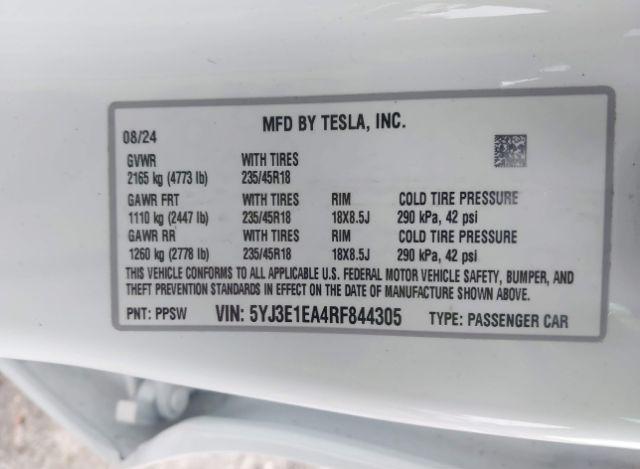 MFD BY TESLA, INC.
08/24
GVWR WITH TIRES
2165 kg (4773 lb) 235/45R18
GAWR FRT WITH TIRES RIM COLD TIRE PRESSURE
1110 kg (2447 lb) 235/45R18 18X8.5J 290 kPa, 42 psi
GAWR RR WITH TIRES RIM COLD TIRE PRESSURE
1260 kg (2778 lb) 235/45R18 18X8.5J 290 kPa, 42 psi
THIS VEHICLE CONFORMS TO ALL APPLICABLE U.S. FEDERAL MOTOR VEHICLE SAFETY, BUMPER, AND
THEFT PREVENTION STANDARDS IN EFFECT ON THE DATE OF MANUFACTURE SHOWN ABOVE.
PNT: PPSW VIN: 5YJ3E1EA4RF844305 TYPE: PASSENGER CAR